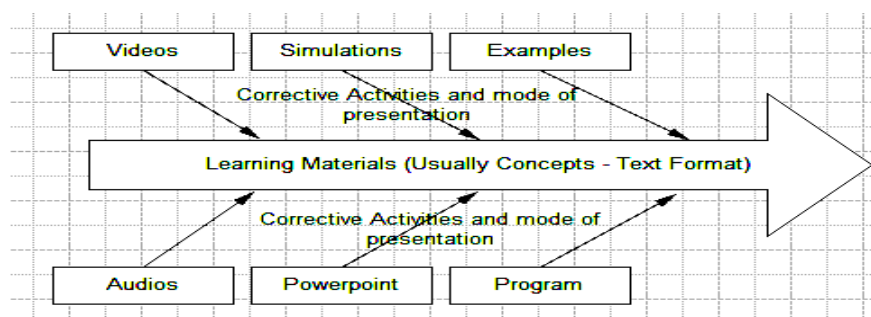 Videos
Simulations
Examples
Corrective Activities and mode of
presentation
Learning Materials (Usually Concepts - Text Format)
Corrective Activities and mode of
presentation
Audios
Powerpoint
Program